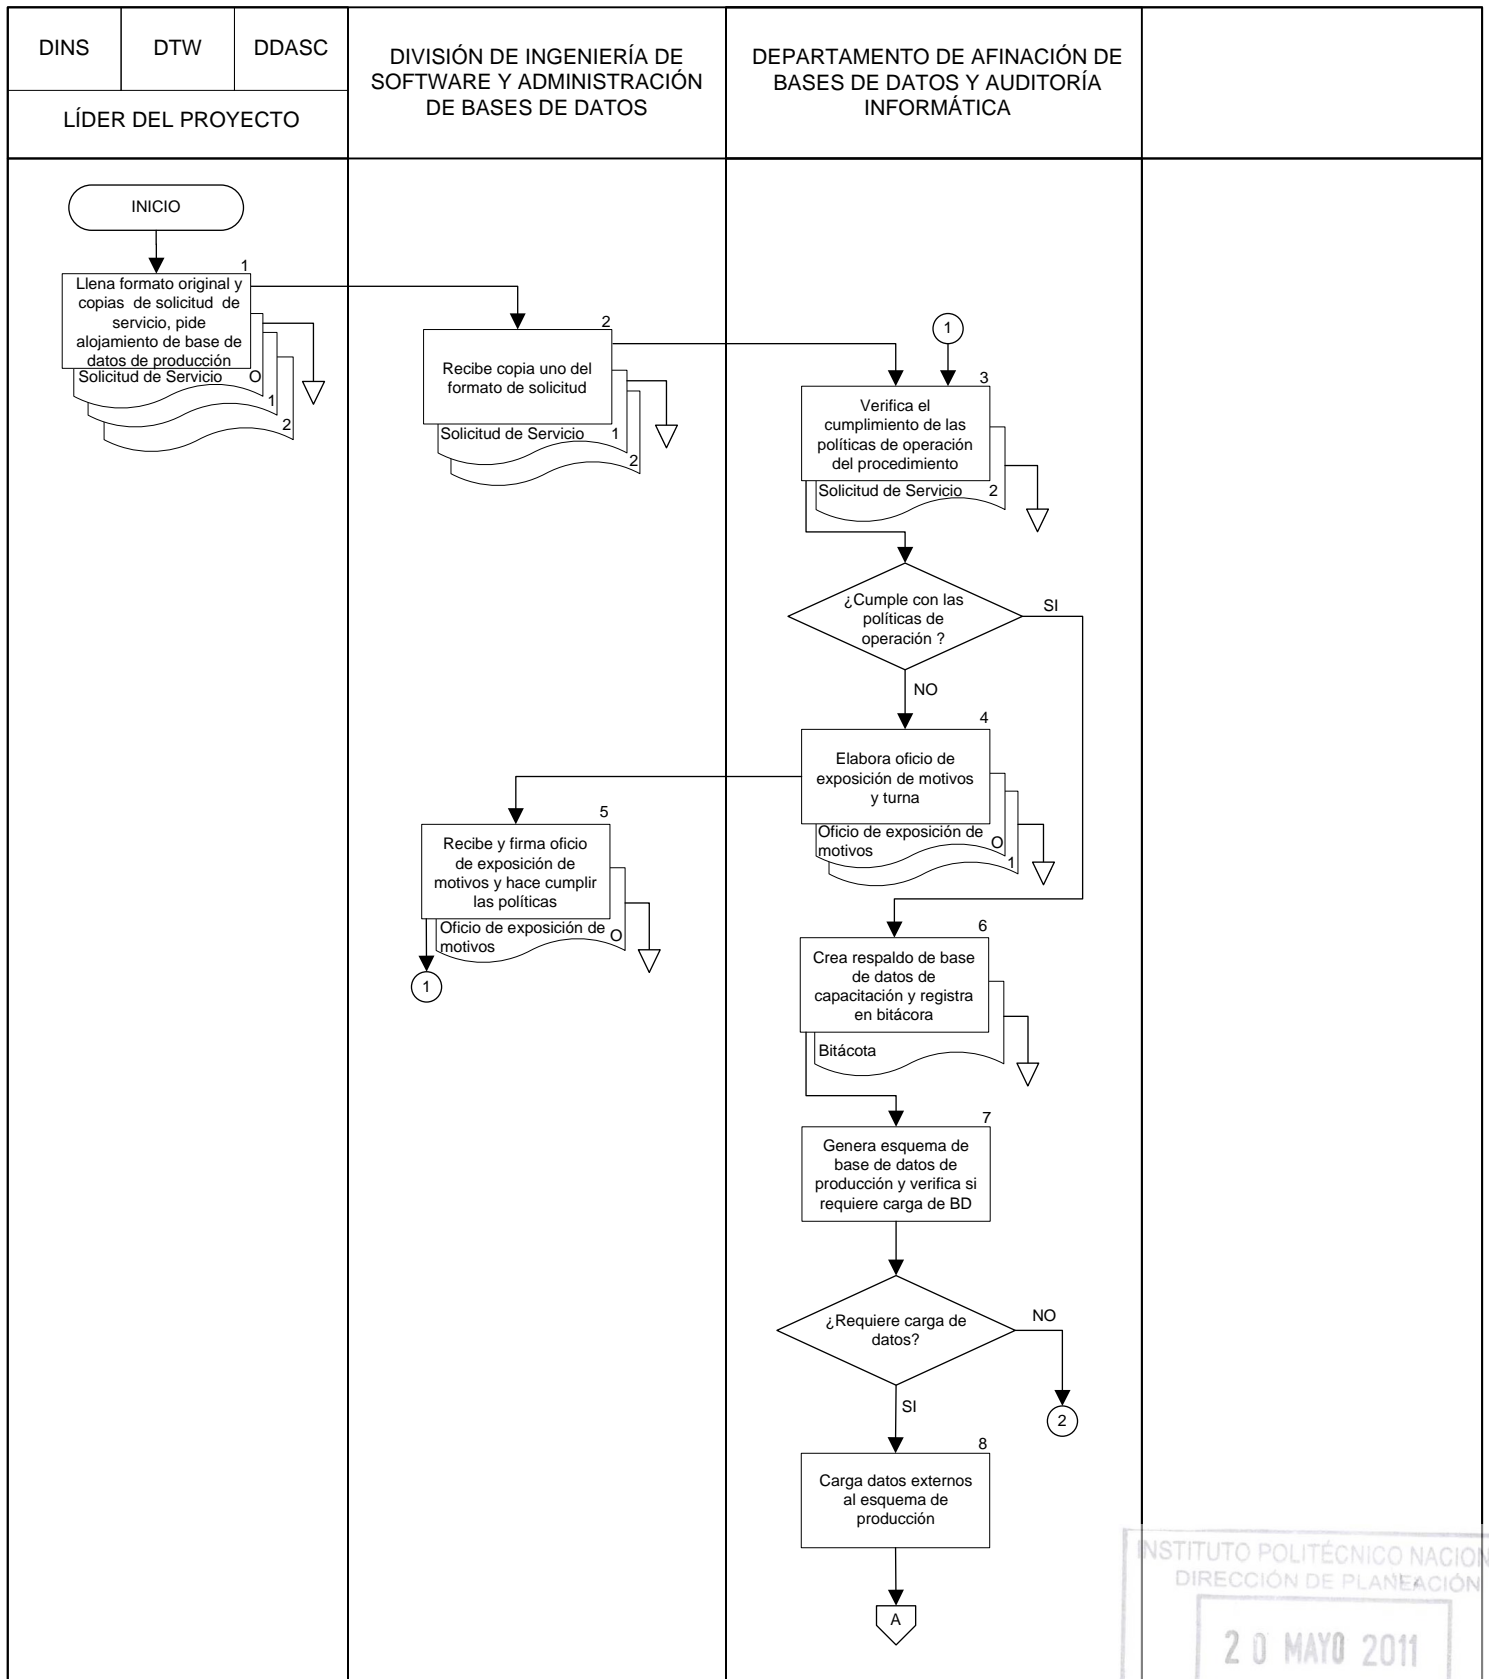 DINS
DTW
DDASC
LÍDER DEL PROYECTO
DIVISIÓN DE INGENIERÍA DE
SOFTWARE Y ADMINISTRACIÓN
DE BASES DE DATOS
DEPARTAMENTO DE AFINACIÓN DE
BASES DE DATOS Y AUDITORÍA
INFORMÁTICA
INICIO
1
Llena formato original y
copias de solicitud de
servicio, pide
alojamiento de base de
datos de producción
Solicitud de Servicio
O
1
2
2
Recibe copia uno del
formato de solicitud
Solicitud de Servicio
1
2
1
3
Verifica el
cumplimiento de las
políticas de operación
del procedimiento
Solicitud de Servicio
2
¿Cumple con las
políticas de
operación ?
SI
NO
4
Elabora oficio de
exposición de motivos
y turna
Oficio de exposición de
motivos
O
1
5
Recibe y firma oficio
de exposición de
motivos y hace cumplir
las políticas
Oficio de exposición de
motivos
O
1
6
Crea respaldo de base
de datos de
capacitación y registra
en bitácora
Bitácota
7
Genera esquema de
base de datos de
producción y verifica si
requiere carga de BD
¿Requiere carga de
datos?
NO
2
SI
8
Carga datos externos
al esquema de
producción
A
INSTITUTO POLITÉCNICO NACION
DIRECCIÓN DE PLANEACIÓN
20 MAYO 2011